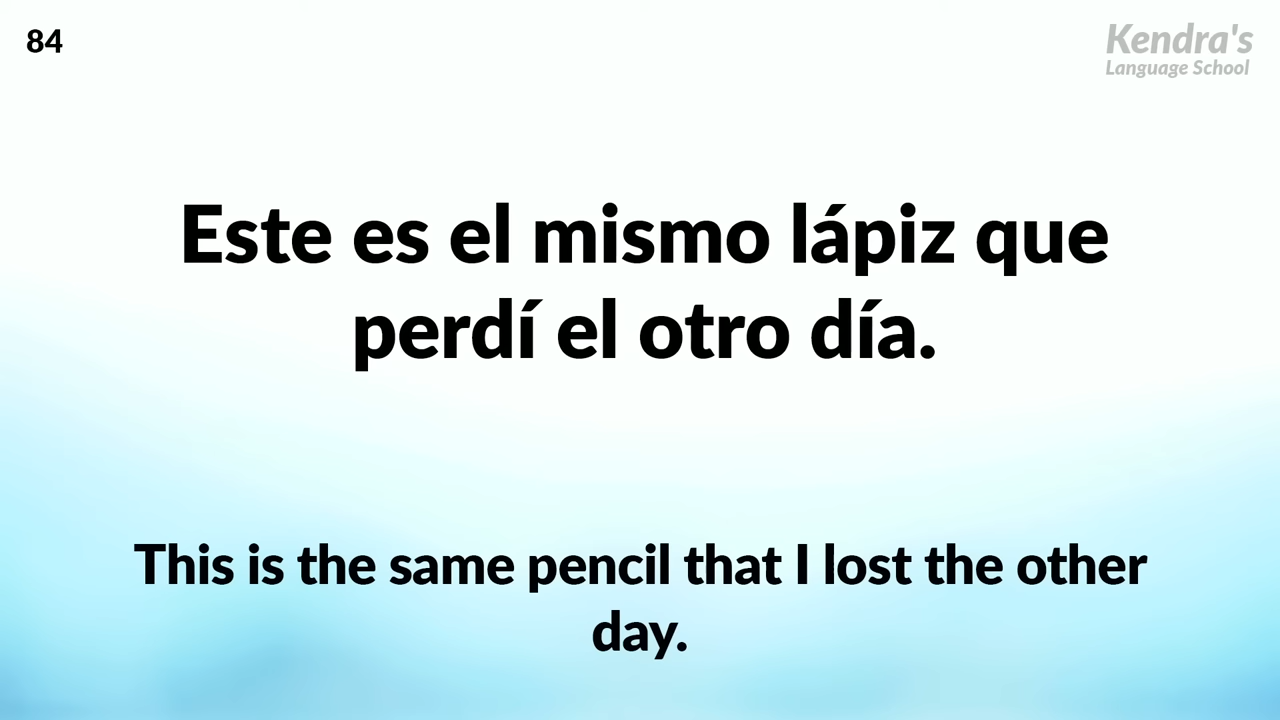 84
Kendra's
Language School
Este es el mismo lápiz que
perdí el otro día.
This is the same pencil that I lost the other
day.